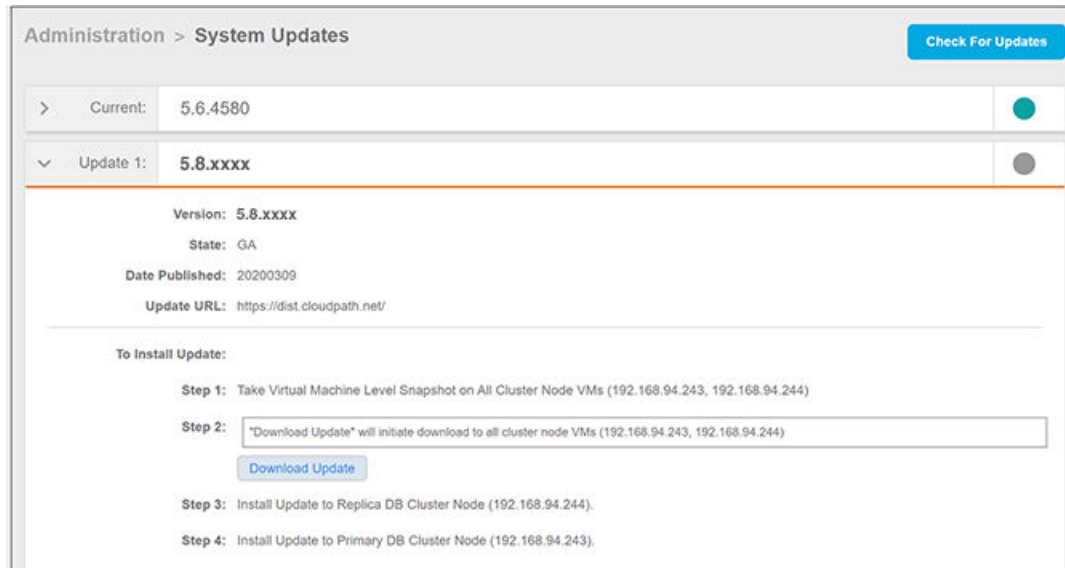 Administration > System Updates
Check For Updates
Current: 5.6.4580
Update 1: 5.8.xxxx
Version: 5.8.xxxx
State: GA
Date Published: 20200309
Update URL: https://dist.cloudpath.net/
To Install Update:
Step 1: Take Virtual Machine Level Snapshot on All Cluster Node VMs (192.168.94.243, 192.168.94.244)
Step 2: "Download Update" will initiate download to all cluster node VMs (192.168.94.243, 192.168.94.244)
Download Update
Step 3: Install Update to Replica DB Cluster Node (192.168.94.244).
Step 4: Install Update to Primary DB Cluster Node (192.168.94.243).